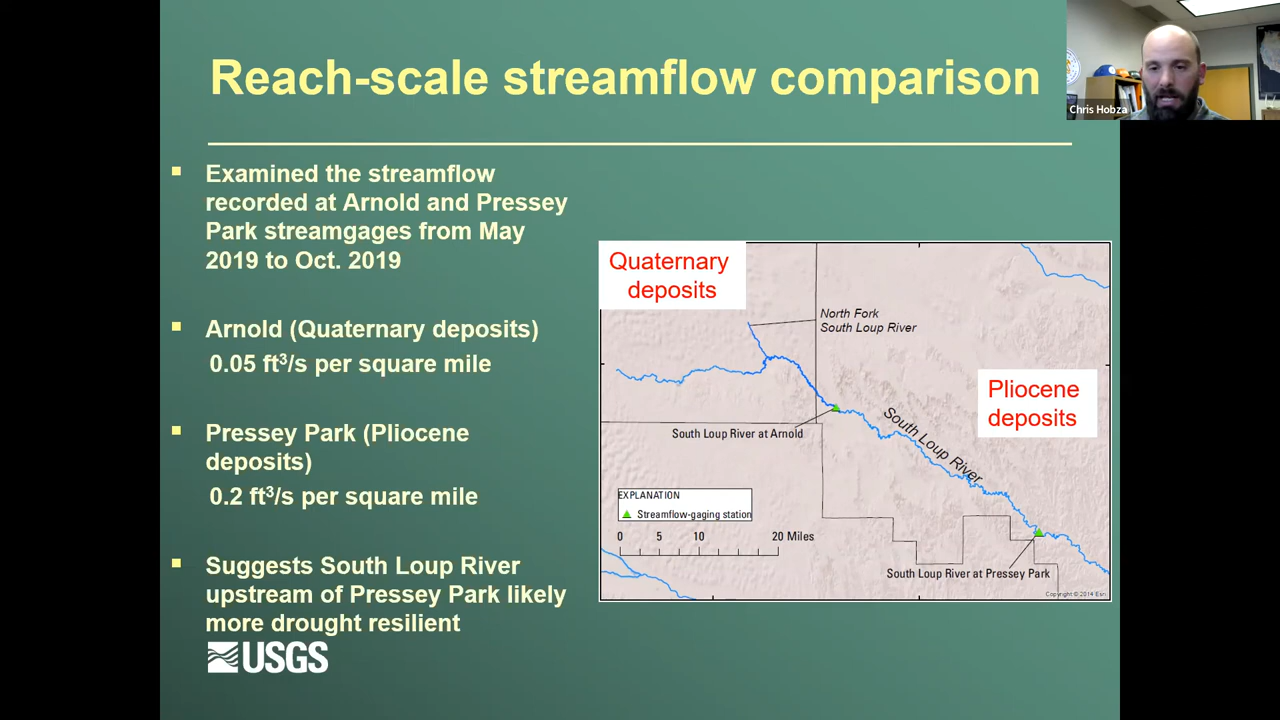 Reach-scale streamflow comparison
Chris Hobza
Examined the streamflow
recorded at Arnold and Pressey
Park streamgages from May
2019 to Oct. 2019
Arnold (Quaternary deposits)
0.05 ft³/s per square mile
Pressey Park (Pliocene
deposits)
0.2 ft³/s per square mile
Suggests South Loup River
upstream of Pressey Park likely
more drought resilient
USGS
Quaternary
deposits
North Fork
South Loup River
Pliocene
deposits
South Loup River at Arnold
South Loup River
EXPLANATION
Streamflow-gaging station
0 5 10 20 Miles
South Loup River at Pressey Park
Copyright © 2014 Esri